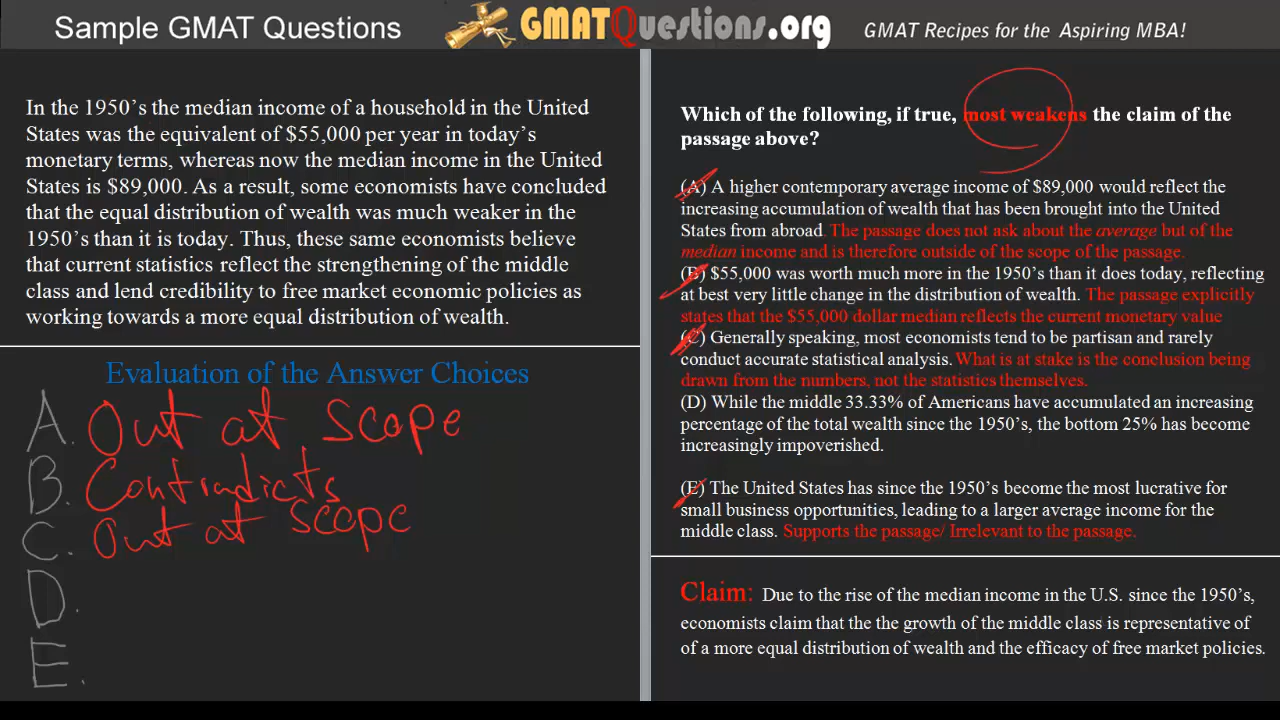 Sample GMAT Questions
GMATQuestions.org
GMAT Recipes for the Aspiring MBA!
In the 1950's the median income of a household in the United
States was the equivalent of $55,000 per year in today's
monetary terms, whereas now the median income in the United
States is $89,000. As a result, some economists have concluded
that the equal distribution of wealth was much weaker in the
1950's than it is today. Thus, these same economists believe
that current statistics reflect the strengthening of the middle
class and lend credibility to free market economic policies as
working towards a more equal distribution of wealth.
Evaluation of the Answer Choices
A. Out at scope
B. Contradicts
C. Out at scope
D.
E.
Which of the following, if true, most weakens the claim of the
passage above?
(A) A higher contemporary average income of $89,000 would reflect the
increasing accumulation of wealth that has been brought into the United
States from abroad. The passage does not ask about the average but of the
median income and is therefore outside of the scope of the passage.
(B) $55,000 was worth much more in the 1950's than it does today, reflecting
at best very little change in the distribution of wealth. The passage explicitly
states that the $55,000 dollar median reflects the current monetary value
(C) Generally speaking, most economists tend to be partisan and rarely
conduct accurate statistical analysis. What is at stake is the conclusion being
drawn from the numbers, not the statistics themselves.
(D) While the middle 33.33% of Americans have accumulated an increasing
percentage of the total wealth since the 1950's, the bottom 25% has become
increasingly impoverished.
(E) The United States has since the 1950's become the most lucrative for
small business opportunities, leading to a larger average income for the
middle class. Supports the passage/ Irrelevant to the passage.
Claim: Due to the rise of the median income in the U.S. since the 1950's,
economists claim that the the growth of the middle class is representative of
of a more equal distribution of wealth and the efficacy of free market policies.